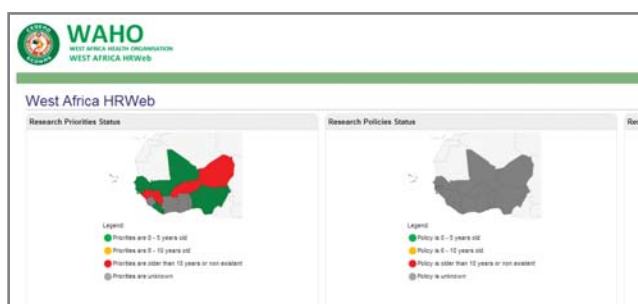 WAHO
WEST AFRICA HEALTH ORGANISATION
WEST AFRICA HRWeb
West Africa HRWeb
Research Priorities Status
Legend
Priorities are 0 - 5 years old
Priorities are 6 - 10 years old
Priorities are older than 10 years or non existent
Priorities are unknown
Research Policies Status
Legend
Policy is 0 - 5 years old
Policy is 6 - 10 years old
Policy is older than 10 years or non existent
Policy is unknown
Res